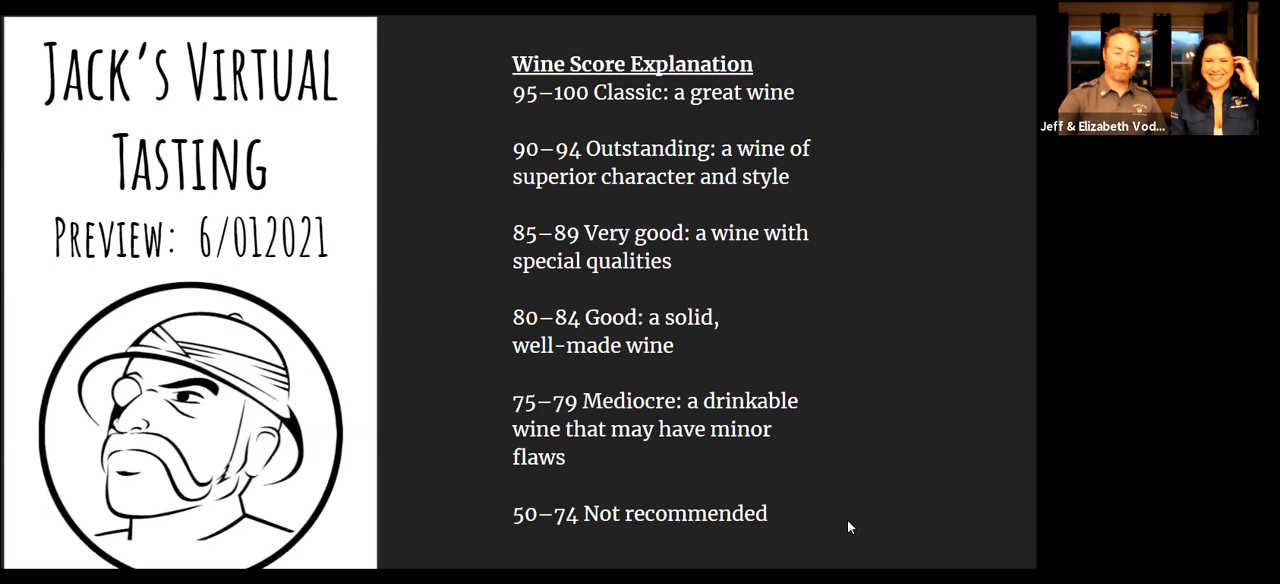 Jack's Virtual
Tasting
Preview: 6/012021
Wine Score Explanation
95–100 Classic: a great wine
90–94 Outstanding: a wine of
superior character and style
85–89 Very good: a wine with
special qualities
80–84 Good: a solid,
well-made wine
75–79 Mediocre: a drinkable
wine that may have minor
flaws
50–74 Not recommended
Jeff & Elizabeth Vod...